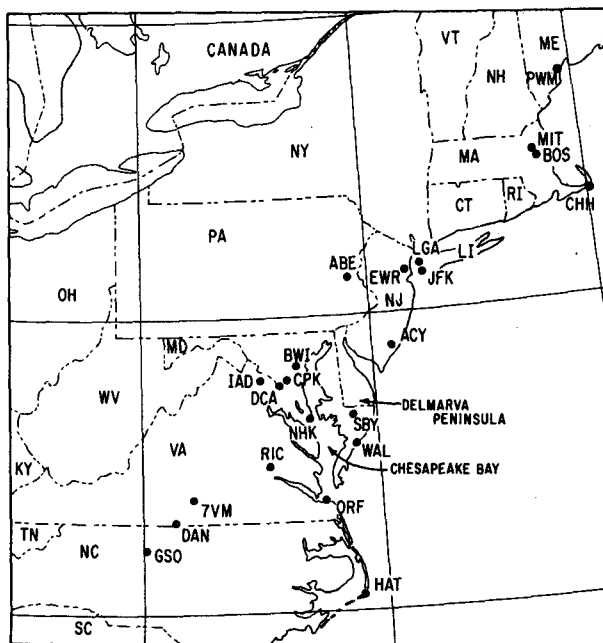 VT
ME
CANADA
NH
PWM
MIT
NY
MA
BOS
CT
RI
CHH
PA
LGA
LI
ABE
EWR
JFK
OH
NJ
ACY
MD
BWI
IAD
CPK
DCA
WV
DELMARVA
PENINSULA
SBY
NHK
WAL
VA
RIC
CHESAPEAKE BAY
KY
7VM
ORF
TN
DAN
NC
GSO
HAT
SC